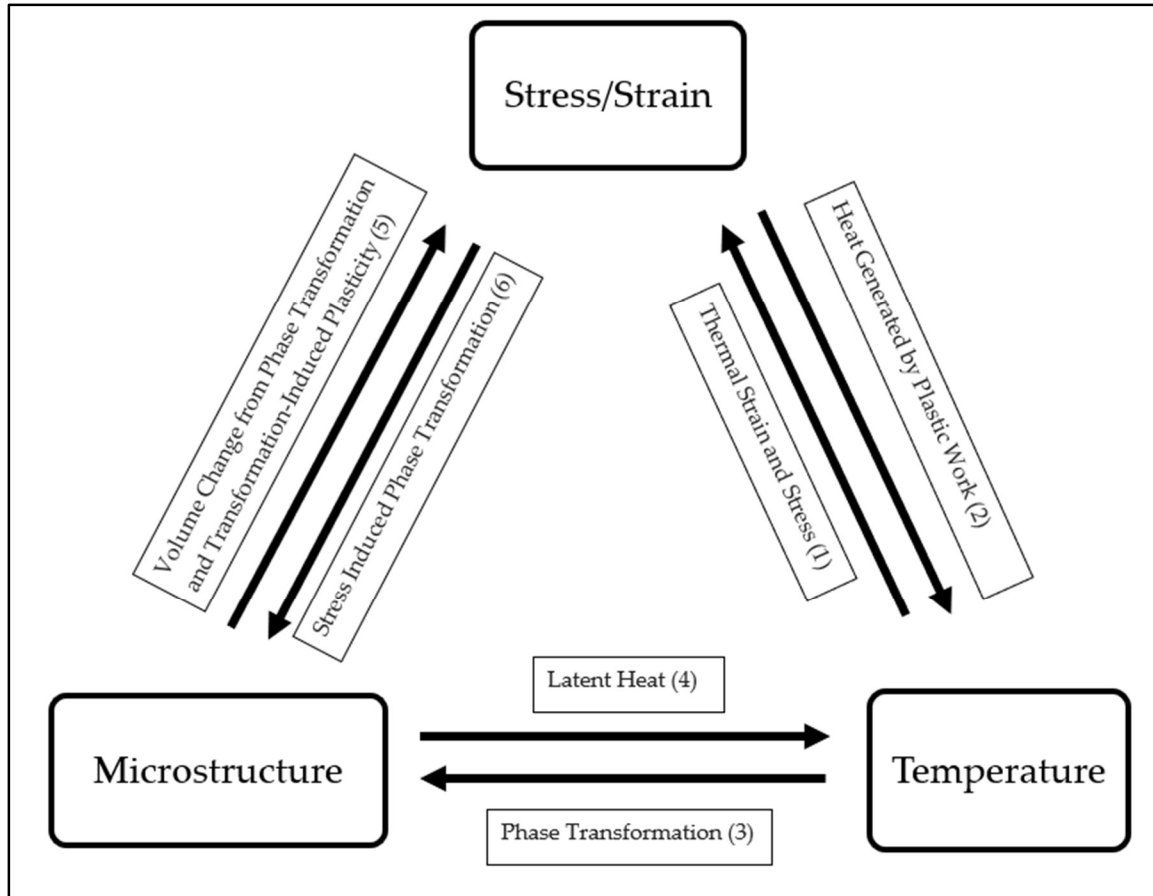 Stress/Strain
Volume Change from Phase Transformation
and Transformation-Induced Plasticity (5)
Stress Induced Phase Transformation (6)
Thermal Strain and Stress (1)
Heat Generated by Plastic Work (2)
Latent Heat (4)
Microstructure
Temperature
Phase Transformation (3)